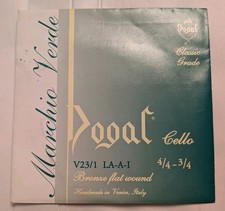 Marchio Verde
Dogal
Classic
Grade
Dogal
Cello
V23/1 LA-A-I
4/4-3/4
Bronze flat wound
Handmade in Venice, Italy